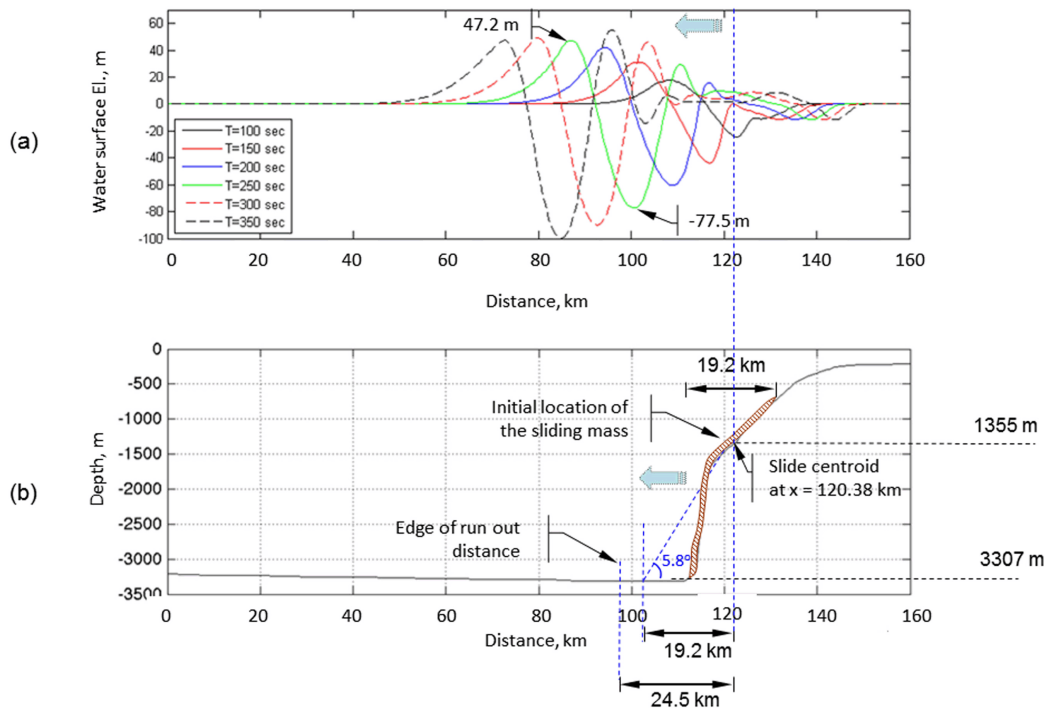 47.2 m
60
40
20
0
-20
-40
-60
-80
-100
Water surface El., m
(a)
T=100 sec
T=150 sec
T=200 sec
T=250 sec
T=300 sec
T=350 sec
-77.5 m
0 20 40 60 80 100 120 140 160
Distance, km
0
-500
-1000
-1500
-2000
-2500
-3000
-3500
Depth, m
(b)
19.2 km
Initial location of
the sliding mass
1355 m
Slide centroid
at x = 120.38 km
Edge of run out
distance
5.8º
3307 m
0 20 40 60 80 100 120 140 160
Distance, km
19.2 km
24.5 km